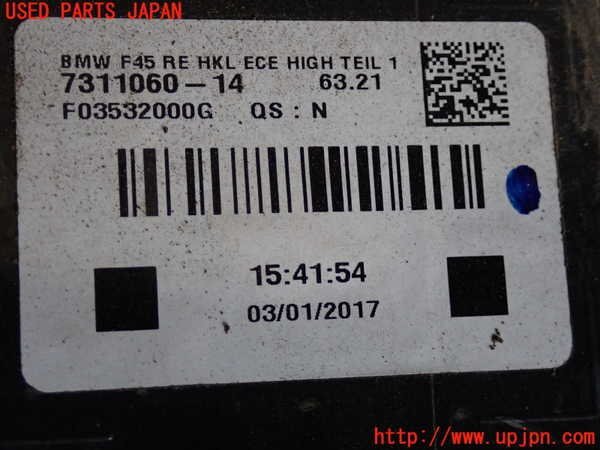 USED PARTS JAPAN
BMW F45 RE HKL ECE HIGH TEIL 1
7311060-14 63.21
F03532000G QS : N
15:41:54
03/01/2017
http://www.upjpn.com/